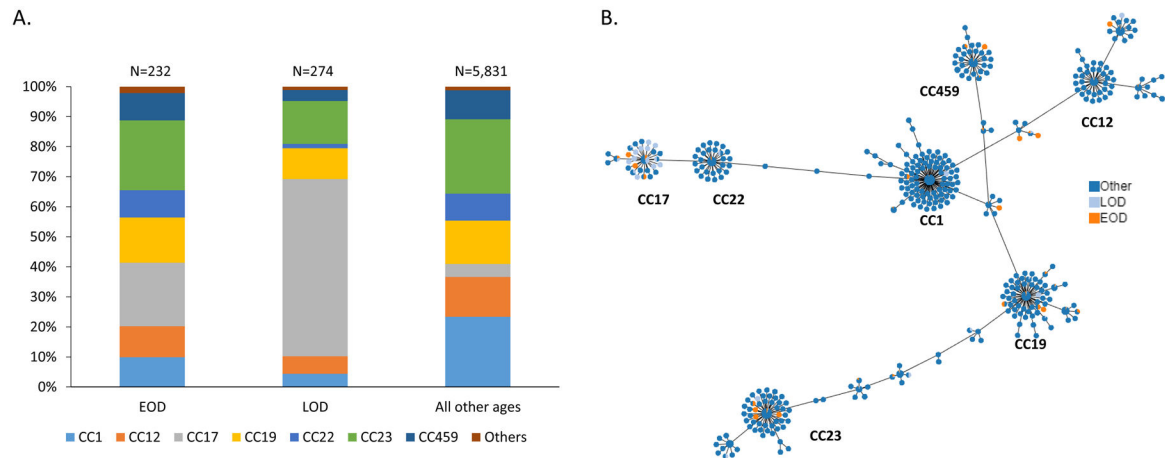 A.
N=232 N=274 N=5,831
100%
90%
80%
70%
60%
50%
40%
30%
20%
10%
0%
EOD LOD All other ages
CC1 CC12 CC17 CC19 CC22 CC23 CC459 Others
B.
CC459
CC12
CC17 CC22
CC1
Other
LOD
EOD
CC19
CC23